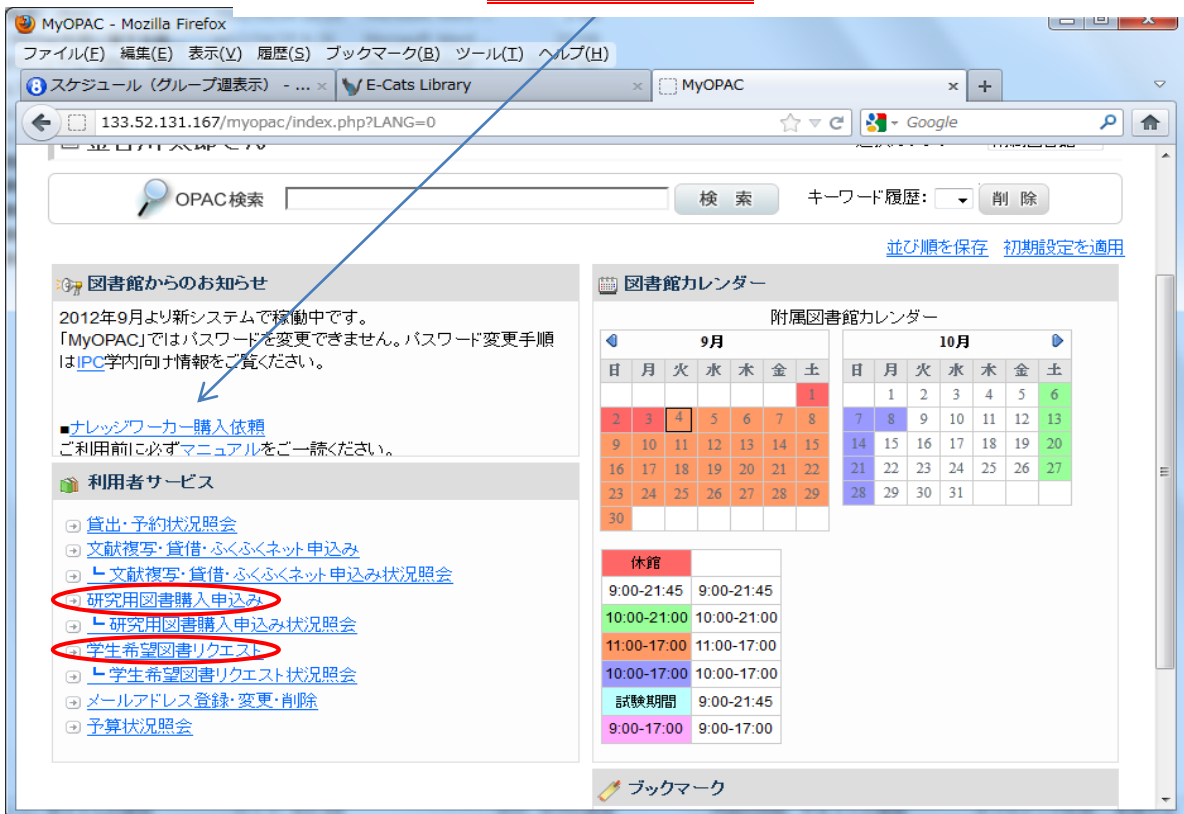 MyOPAC - Mozilla Firefox
ファイル(F) 編集(E) 表示(V) 履歴(S) ブックマーク(B) ツール(T) ヘルプ(H)
スケジュール (グループ週表示) - ... × E-Cats Library × MyOPAC × +
133.52.131.167/myopac/index.php?LANG=0 Google
OPAC検索 検 索 キーワード履歴: 削 除
並び順を保存 初期設定を適用
図書館からのお知らせ
2012年9月より新システムで稼働中です。
「MyOPAC」ではパスワードを変更できません。パスワード変更手順
はIPC学内向け情報をご覧ください。
■ナレッジワーカー購入依頼
ご利用前に必ずマニュアルをご一読ください。
利用者サービス
貸出・予約状況照会
文献複写・貸借・ふくふくネット申込み
┗文献複写・貸借・ふくふくネット申込み状況照会
研究用図書購入申込み
┗研究用図書購入申込み状況照会
学生希望図書リクエスト
┗学生希望図書リクエスト状況照会
メールアドレス登録・変更・削除
予算状況照会
図書館カレンダー
附属図書館カレンダー
9月
日 月 火 水 木 金 土
1
2 3 4 5 6 7 8
9 10 11 12 13 14 15
16 17 18 19 20 21 22
23 24 25 26 27 28 29
30
10月
日 月 火 水 木 金 土
1 2 3 4 5 6
7 8 9 10 11 12 13
14 15 16 17 18 19 20
21 22 23 24 25 26 27
28 29 30 31
休館
9:00-21:45 9:00-21:45
10:00-21:00 10:00-21:00
11:00-17:00 11:00-17:00
10:00-17:00 10:00-17:00
試験期間 9:00-21:45
9:00-17:00 9:00-17:00
ブックマーク